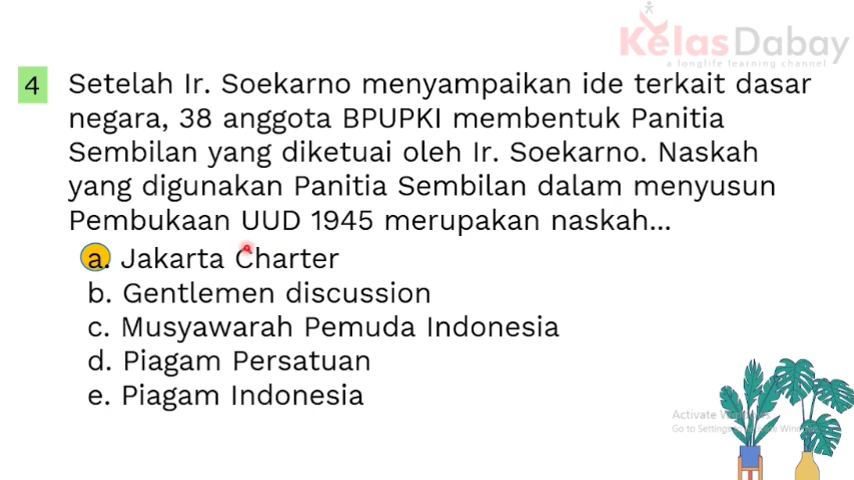 KelasDabay
a longlife learning channel
4 Setelah Ir. Soekarno menyampaikan ide terkait dasar
negara, 38 anggota BPUPKI membentuk Panitia
Sembilan yang diketuai oleh Ir. Soekarno. Naskah
yang digunakan Panitia Sembilan dalam menyusun
Pembukaan UUD 1945 merupakan naskah...
a. Jakarta Charter
b. Gentlemen discussion
c. Musyawarah Pemuda Indonesia
d. Piagam Persatuan
e. Piagam Indonesia
Activate
Go to Settings